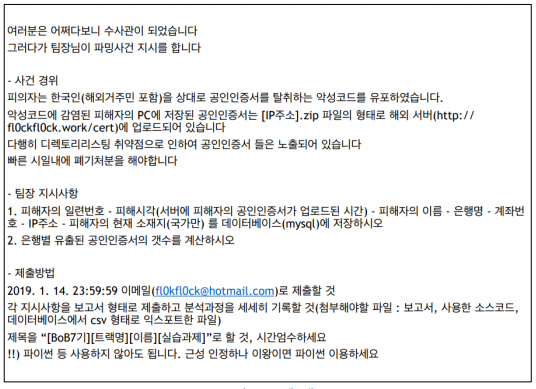 여러분은 어쩌다보니 수사관이 되었습니다
그러다가 팀장님이 파밍사건 지시를 합니다
- 사건 경위
피의자는 한국인(해외거주민 포함)을 상대로 공인인증서를 탈취하는 악성코드를 유포하였습니다.
악성코드에 감염된 피해자의 PC에 저장된 공인인증서는 [IP주소].zip 파일의 형태로 해외 서버(http://
fl0ckfl0ck.work/cert)에 업로드되어 있습니다
다행히 디렉토리리스팅 취약점으로 인하여 공인인증서 들은 노출되어 있습니다
빠른 시일내에 폐기처분을 해야합니다
- 팀장 지시사항
1. 피해자의 일련번호 - 피해시각(서버에 피해자의 공인인증서가 업로드된 시간) - 피해자의 이름 - 은행명 - 계좌번
호 - IP주소 - 피해자의 현재 소재지(국가만) 를 데이터베이스(mysql)에 저장하시오
2. 은행별 유출된 공인인증서의 갯수를 계산하시오
- 제출방법
2019. 1. 14. 23:59:59 이메일(fl0kfl0ck@hotmail.com)로 제출할 것
각 지시사항을 보고서 형태로 제출하고 분석과정을 세세히 기록할 것(첨부해야할 파일 : 보고서, 사용한 소스코드,
데이터베이스에서 csv 형태로 익스포트한 파일)
제목을 “[BoB7기][트랙명][이름][실습과제]”로 할 것, 시간엄수하세요
!!) 파이썬 등 사용하지 않아도 됩니다. 근성 인정하나 이왕이면 파이썬 이용하세요